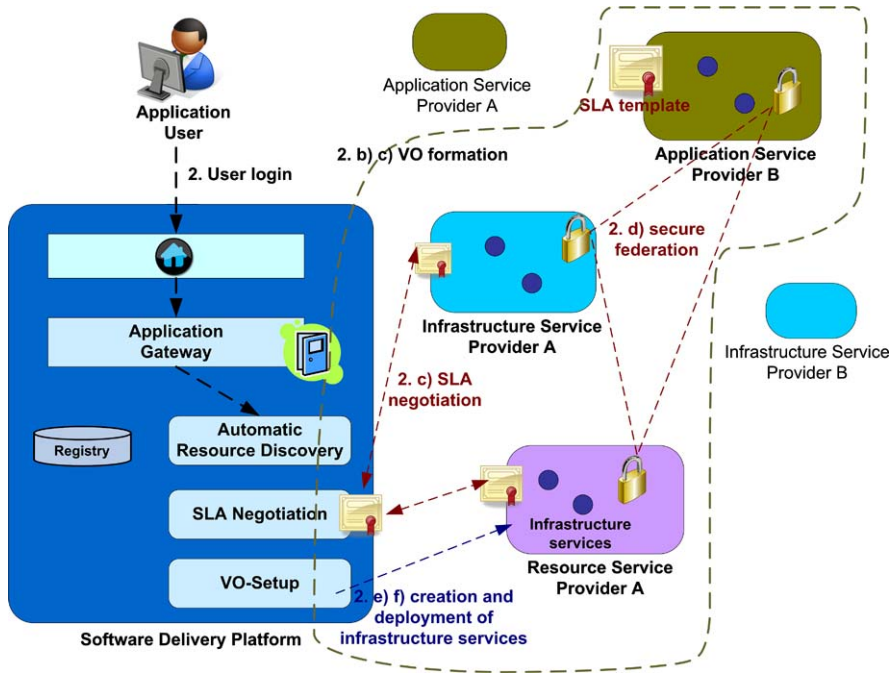 Application
User
2. User login
Application Service
Provider A
SLA template
Application Service
Provider B
2. b) c) VO formation
2. d) secure
federation
Infrastructure Service
Provider A
Infrastructure Service
Provider B
Application
Gateway
2. c) SLA
negotiation
Automatic
Resource Discovery
Registry
SLA Negotiation
Infrastructure
services
VO-Setup
Resource Service
Provider A
2. e) f) creation and
deployment of
infrastructure services
Software Delivery Platform